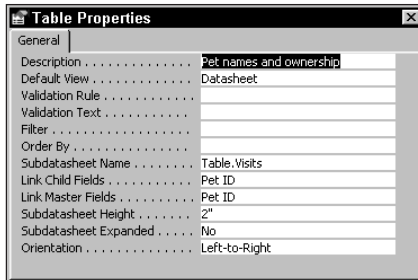 Table Properties
General
Description . . . . . . . . . . . . . . . Pet names and ownership
Default View . . . . . . . . . . . . . Datasheet
Validation Rule . . . . . . . . . . .
Validation Text . . . . . . . . . . .
Filter . . . . . . . . . . . . . . . . . . . .
Order By . . . . . . . . . . . . . . . .
Subdatasheet Name . . . . . . . Table.Visits
Link Child Fields . . . . . . . . . . Pet ID
Link Master Fields . . . . . . . . . Pet ID
Subdatasheet Height . . . . . . . 2"
Subdatasheet Expanded . . . . . No
Orientation . . . . . . . . . . . . . . Left-to-Right